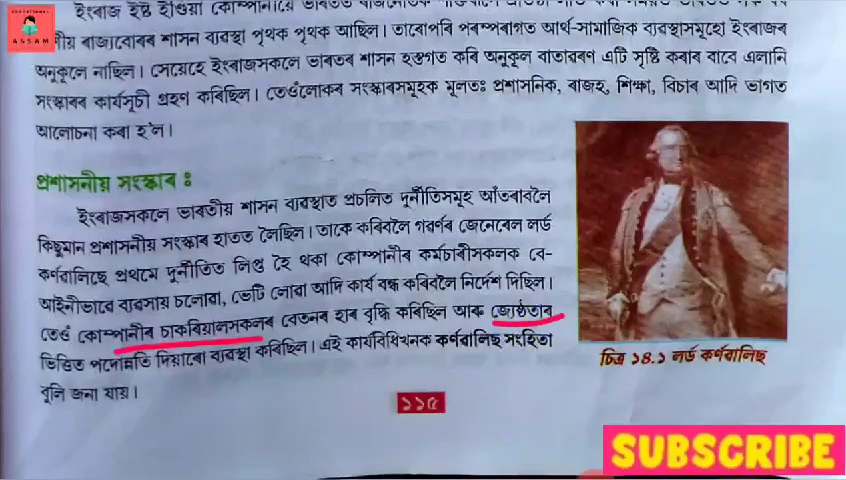 ASSAM
ইংৰাজ ইষ্ট ইণ্ডিয়া কোম্পানীয়ে ভাৰতত
ণীয় ৰাজ্যবোৰৰ শাসন ব্যৱস্থা পৃথক পৃথক আছিল। তাৰোপৰি পৰম্পৰাগত আৰ্থ-সামাজিক ব্যৱস্থাসমূহো ইংৰাজৰ
অনুকূলে নাছিল। সেয়েহে ইংৰাজসকলে ভাৰতৰ শাসন হস্তগত কৰি অনুকূল বাতাৱৰণ এটি সৃষ্টি কৰাৰ বাবে এলানি
সংস্কাৰৰ কাৰ্যসূচী গ্ৰহণ কৰিছিল। তেওঁলোকৰ সংস্কাৰসমূহক মূলতঃ প্ৰশাসনিক, ৰাজহ, শিক্ষা, বিচাৰ আদি ভাগত
আলোচনা কৰা হ’ল।
প্ৰশাসনীয় সংস্কাৰ ঃ
ইংৰাজসকলে ভাৰতীয় শাসন ব্যৱস্থাত প্ৰচলিত দুৰ্নীতিসমূহ আঁতৰাবলৈ
কিছুমান প্ৰশাসনীয় সংস্কাৰ হাতত লৈছিল। তাকে কৰিবলৈ গৱৰ্ণৰ জেনেৰেল লৰ্ড
কৰ্ণৱালিছে প্ৰথমে দুৰ্নীতিত লিপ্ত হৈ থকা কোম্পানীৰ কৰ্মচাৰীসকলক বে-
আইনীভাৱে ব্যৱসায় চলোৱা, ভেটি লোৱা আদি কাৰ্য বন্ধ কৰিবলৈ নিৰ্দেশ দিছিল।
তেওঁ কোম্পানীৰ চাকৰিয়ালসকলৰ বেতনৰ হাৰ বৃদ্ধি কৰিছিল আৰু জ্যেষ্ঠতাৰ
ভিত্তিত পদোন্নতি দিয়াৰো ব্যৱস্থা কৰিছিল। এই কাৰ্যবিধিখনক কৰ্ণৱালিছ সংহিতা
বুলি জনা যায়।
চিত্ৰ ১৪.১ লৰ্ড কৰ্ণৱালিছ
১১৫
SUBSCRIBE